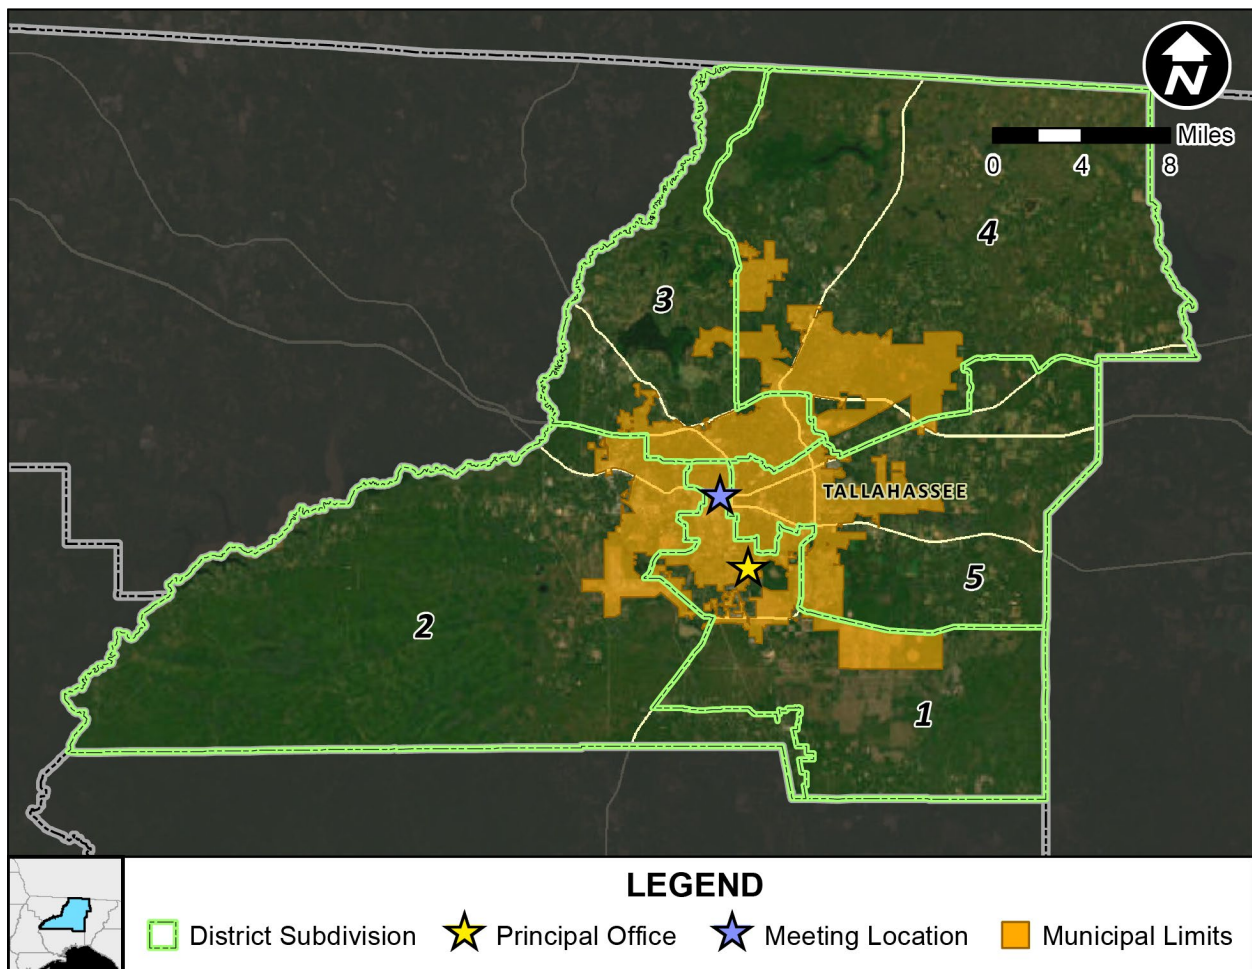 N
Miles
0 4 8
4
3
TALLAHASSEE
5
2
1
LEGEND
District Subdivision Principal Office Meeting Location Municipal Limits